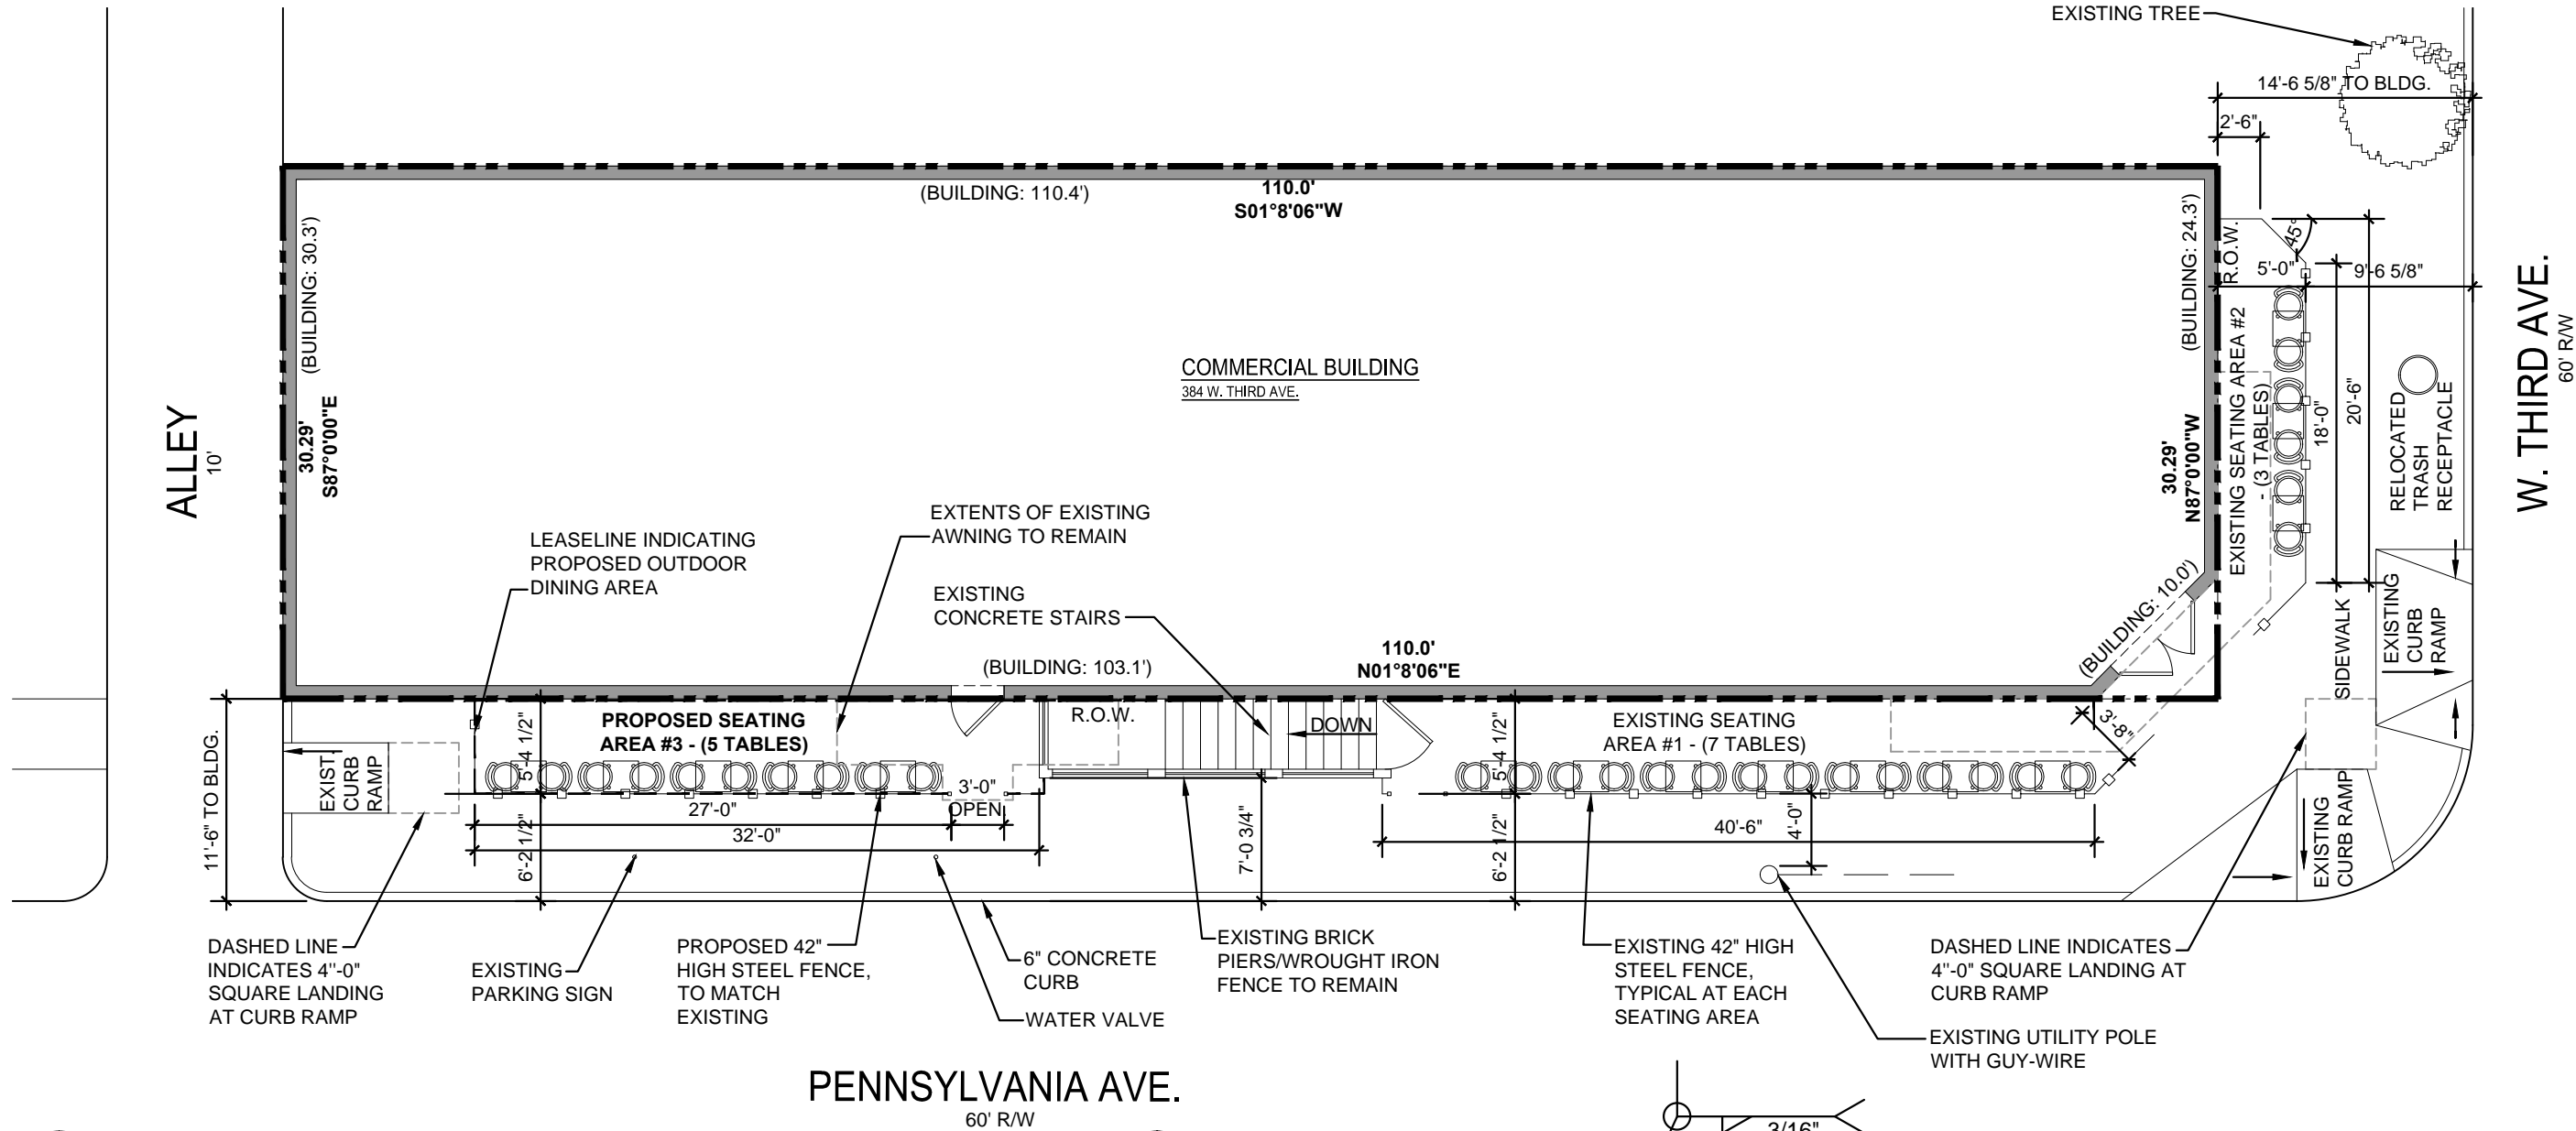 EXISTING TREE
14'-6 5/8" TO BLDG.
2'-6"
(BUILDING: 110.4')
110.0'
S01°8'06"W
(BUILDING: 30.3')
30.29'
S87°0'00"E
(BUILDING: 24.3')
30.29'
N87°0'00"W
R.O.W.
45°
5'-0"
9'-6 5/8"
EXISTING SEATING AREA #2
- (3 TABLES)
18'-0"
20'-6"
RELOCATED
TRASH
RECEPTACLE
W. THIRD AVE.
60' R/W
COMMERCIAL BUILDING
384 W. THIRD AVE.
ALLEY
10'
LEASELINE INDICATING
PROPOSED OUTDOOR
DINING AREA
EXTENTS OF EXISTING
AWNING TO REMAIN
EXISTING
CONCRETE STAIRS
(BUILDING: 103.1')
110.0'
N01°8'06"E
(BUILDING: 10.0')
SIDEWALK
EXISTING
CURB
RAMP
11'-6" TO BLDG.
EXIST.
CURB
RAMP
PROPOSED SEATING
AREA #3 - (5 TABLES)
5'-4 1/2"
R.O.W.
DOWN
EXISTING SEATING
AREA #1 - (7 TABLES)
5'-4 1/2"
3'-8"
3'-0"
OPEN
27'-0"
32'-0"
6'-2 1/2"
7'-0 3/4"
6'-2 1/2"
40'-6"
4'-0"
EXISTING
CURB RAMP
DASHED LINE
INDICATES 4"-0"
SQUARE LANDING
AT CURB RAMP
EXISTING
PARKING SIGN
PROPOSED 42"
HIGH STEEL FENCE,
TO MATCH
EXISTING
6" CONCRETE
CURB
WATER VALVE
EXISTING BRICK
PIERS/WROUGHT IRON
FENCE TO REMAIN
EXISTING 42" HIGH
STEEL FENCE,
TYPICAL AT EACH
SEATING AREA
DASHED LINE INDICATES
4"-0" SQUARE LANDING AT
CURB RAMP
EXISTING UTILITY POLE
WITH GUY-WIRE
PENNSYLVANIA AVE.
60' R/W
3/16"